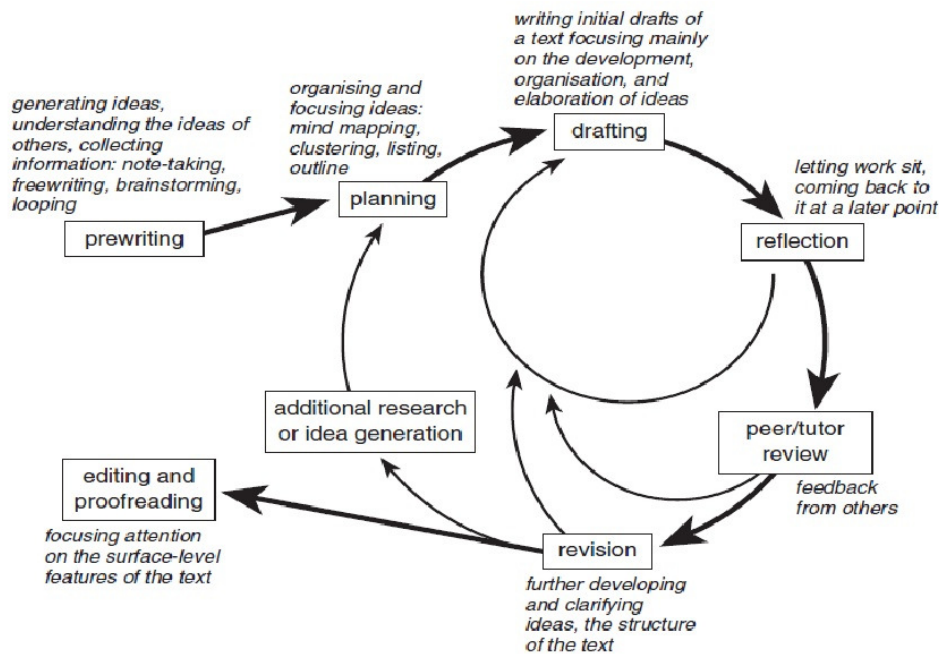 generating ideas,
understanding the ideas of
others, collecting
information: note-taking,
freewriting, brainstorming,
looping
prewriting
organising and
focusing ideas:
mind mapping,
clustering, listing,
outline
planning
writing initial drafts of
a text focusing mainly
on the development,
organisation, and
elaboration of ideas
drafting
letting work sit,
coming back to
it at a later point
reflection
peer/tutor
review
feedback
from others
revision
further developing
and clarifying
ideas, the structure
of the text
additional research
or idea generation
editing and
proofreading
focusing attention
on the surface-level
features of the text